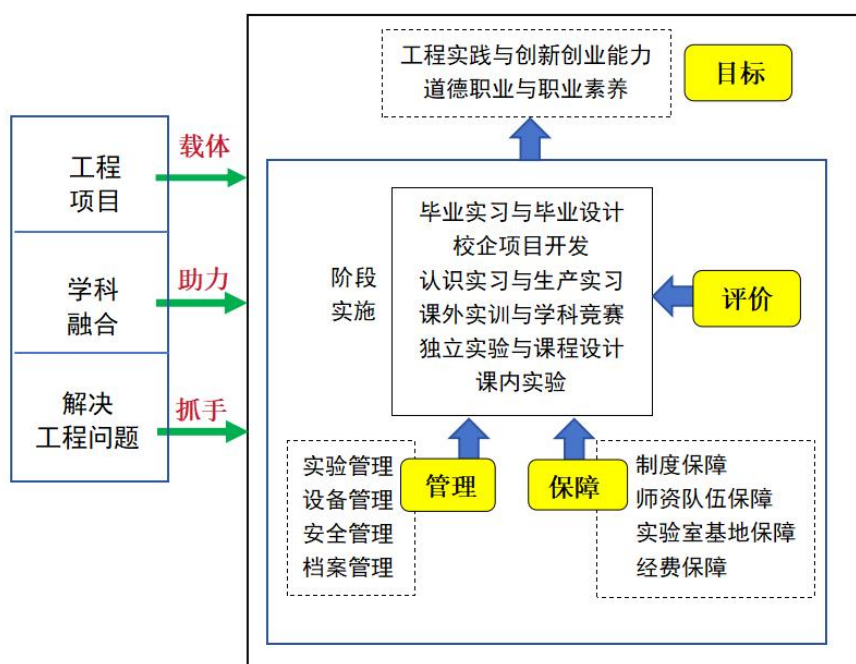 工程实践与创新创业能力
道德职业与职业素养
目标
工程
项目
载体
学科
融合
助力
解决
工程问题
抓手
阶段
实施
毕业实习与毕业设计
校企项目开发
认识实习与生产实习
课外实训与学科竞赛
独立实验与课程设计
课内实验
评价
实验管理
设备管理
安全管理
档案管理
管理
保障
制度保障
师资队伍保障
实验室基地保障
经费保障